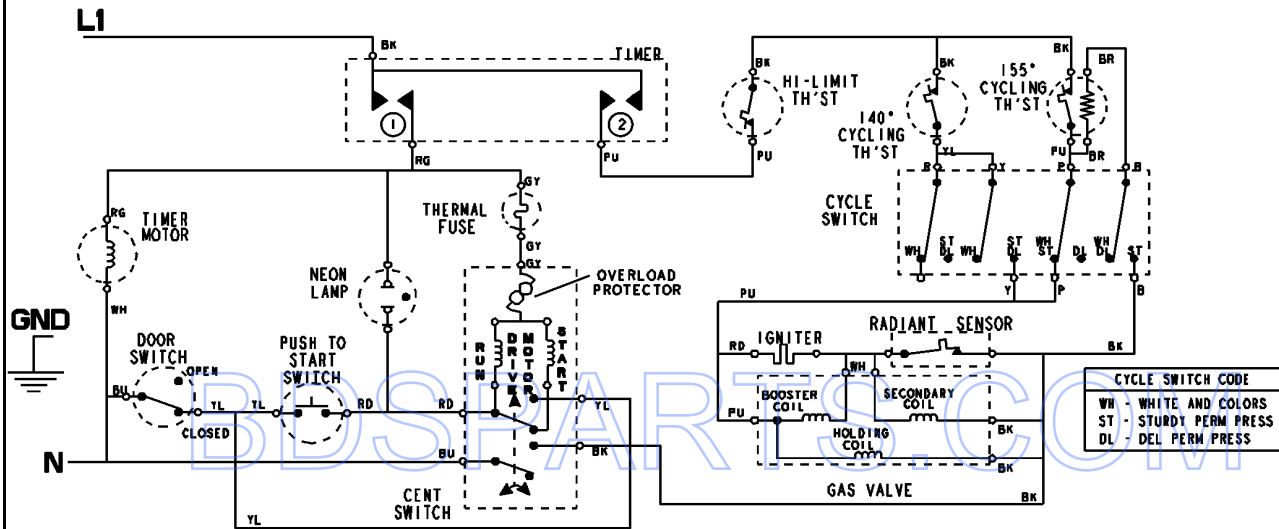 L1
BK
TIMER
1
2
RG
PU
BK
HI-LIMIT
TH'ST
PU
BK
140°
CYCLING
TH'ST
YL
BK
155°
CYCLING
TH'ST
BR
PU
BR
R
Y
P
B
CYCLE
SWITCH
WH
ST
DL
WH
ST
DL
WH
ST
DL
WH
DL
ST
Y
P
B
RG
TIMER
MOTOR
WH
NEON
LAMP
THERMAL
FUSE
GY
GY
GY
OVERLOAD
PROTECTOR
RUN
DRIVE
MOTOR
START
GND
DOOR
SWITCH
OPEN
BU
YL
CLOSED
PUSH TO
START
SWITCH
YL
RD
RD
YL
BU
BK
N
CENT
SWITCH
YL
PU
RD
IGNITER
RADIANT SENSOR
BK
WH
BOOSTER
COIL
SECONDARY
COIL
PU
BK
HOLDING
COIL
BK
GAS VALVE
BK
CYCLE SWITCH CODE
WH - WHITE AND COLORS
ST - STURDY PERM PRESS
DL - DEL PERM PRESS
BDSPARTS.COM